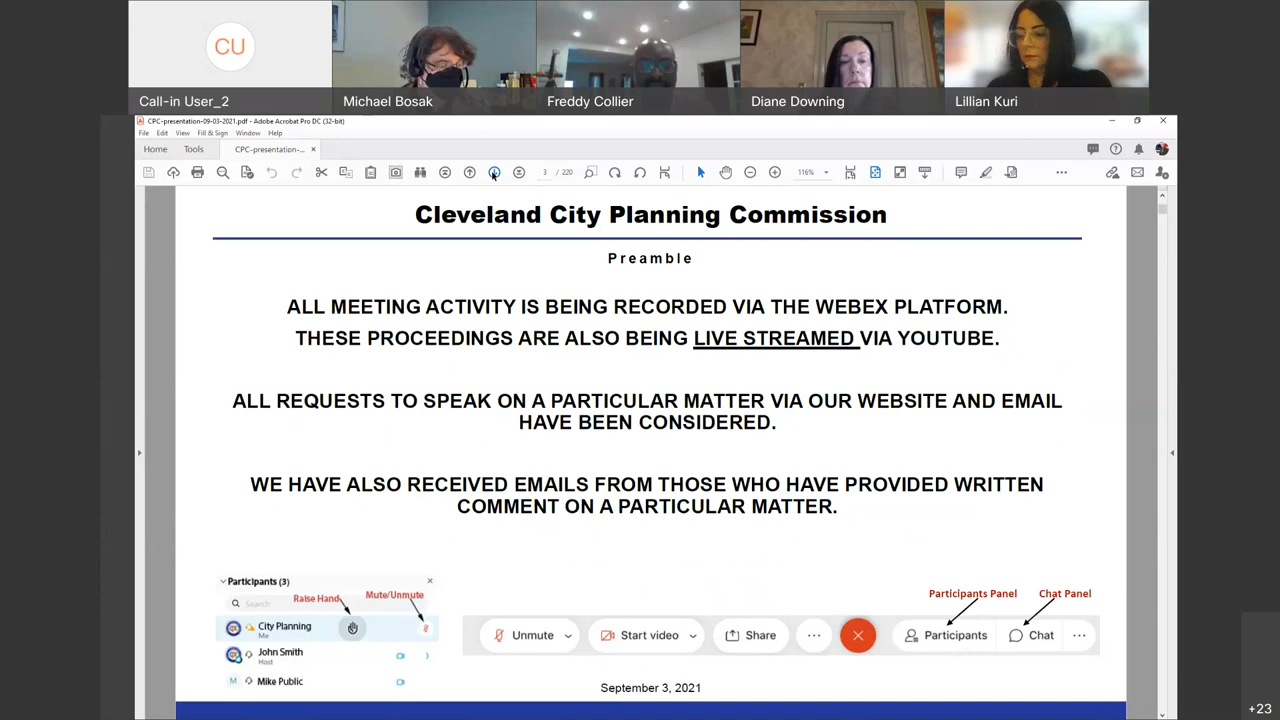 CU
Call-in User_2
Michael Bosak
Freddy Collier
Diane Downing
Lillian Kuri
CPC-presentation-09-03-2021.pdf - Adobe Acrobat Pro DC (32-bit)
File Edit View Sign Window Help
Home Tools CPC-presentation-...
3 / 220 116%
Cleveland City Planning Commission
Preamble
ALL MEETING ACTIVITY IS BEING RECORDED VIA THE WEBEX PLATFORM.
THESE PROCEEDINGS ARE ALSO BEING LIVE STREAMED VIA YOUTUBE.
ALL REQUESTS TO SPEAK ON A PARTICULAR MATTER VIA OUR WEBSITE AND EMAIL
HAVE BEEN CONSIDERED.
WE HAVE ALSO RECEIVED EMAILS FROM THOSE WHO HAVE PROVIDED WRITTEN
COMMENT ON A PARTICULAR MATTER.
Participants (3)
Search
Raise Hand
Mute/Unmute
City Planning
Me
John Smith
Host
M Mike Public
Participants Panel
Chat Panel
Unmute Start video Share Participants Chat
September 3, 2021
+23